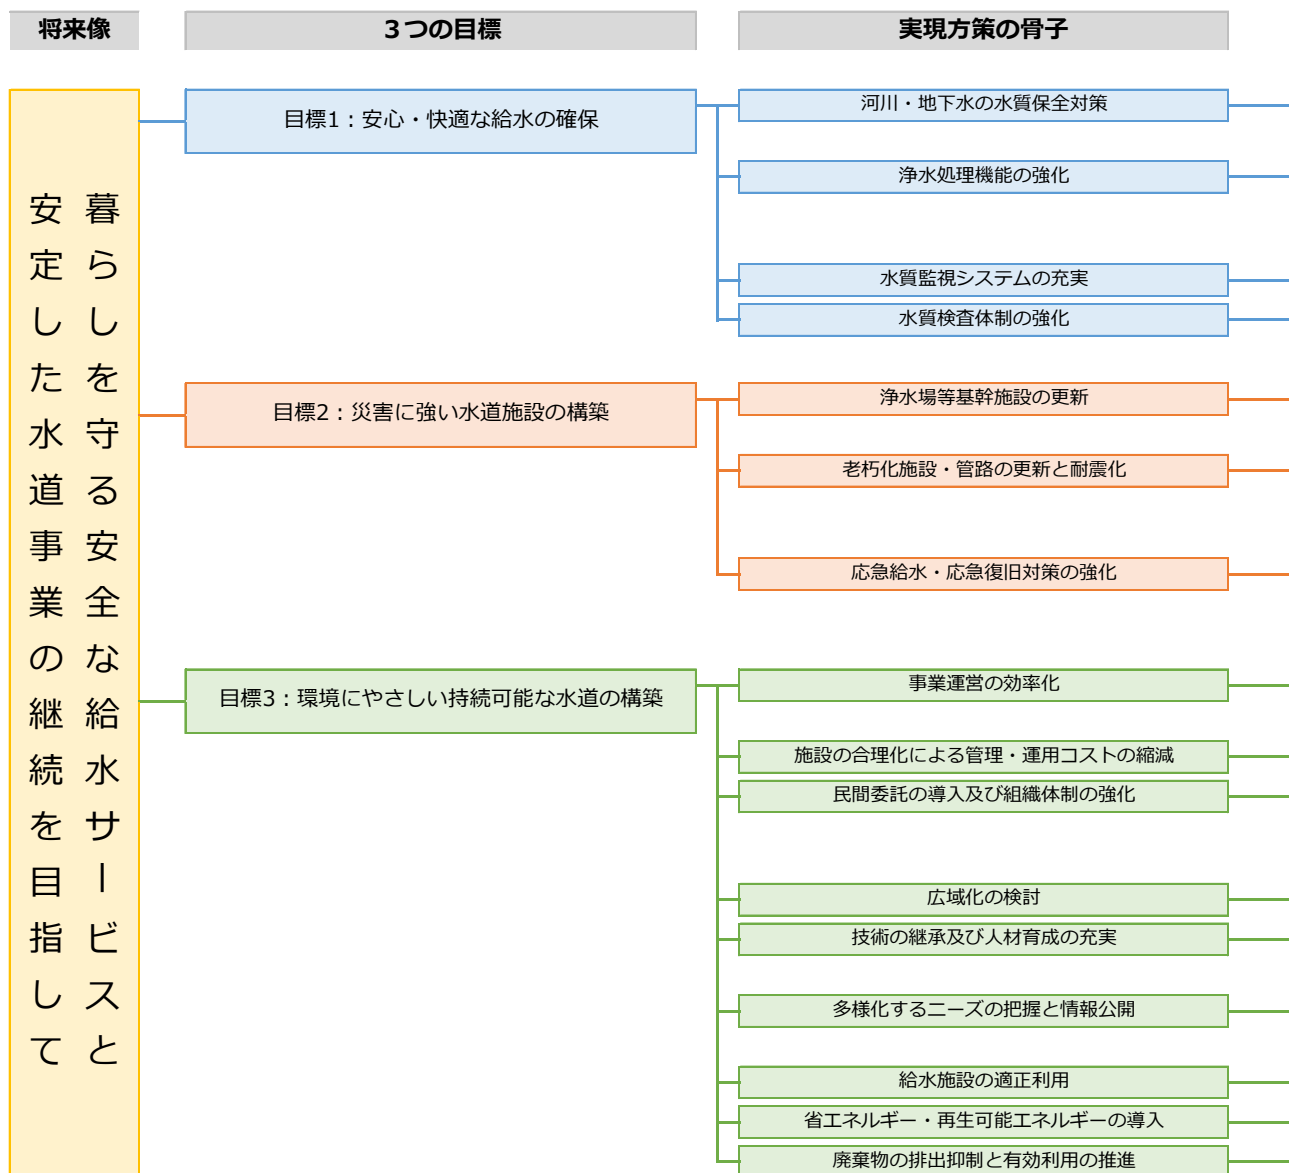 将来像
３つの目標
実現方策の骨子
暮らしを守る安全な給水サービスと
安定した水道事業の継続を目指して
目標1：安心・快適な給水の確保
河川・地下水の水質保全対策
浄水処理機能の強化
水質監視システムの充実
水質検査体制の強化
目標2：災害に強い水道施設の構築
浄水場等基幹施設の更新
老朽化施設・管路の更新と耐震化
応急給水・応急復旧対策の強化
目標3：環境にやさしい持続可能な水道の構築
事業運営の効率化
施設の合理化による管理・運用コストの縮減
民間委託の導入及び組織体制の強化
広域化の検討
技術の継承及び人材育成の充実
多様化するニーズの把握と情報公開
給水施設の適正利用
省エネルギー・再生可能エネルギーの導入
廃棄物の排出抑制と有効利用の推進